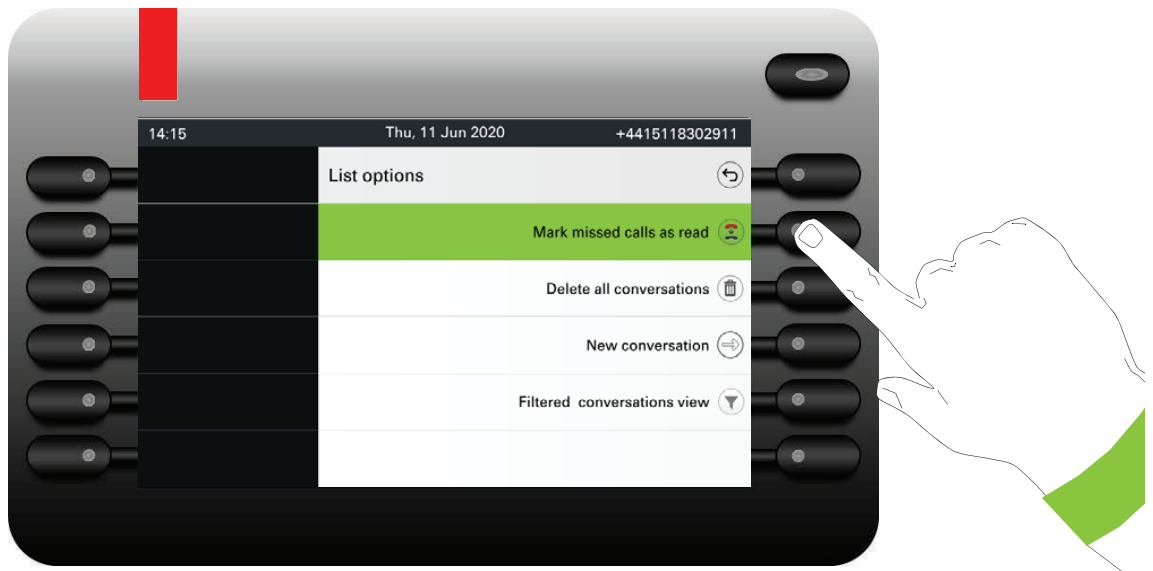 14:15 Thu, 11 Jun 2020 +4415118302911
List options
Mark missed calls as read
Delete all conversations
New conversation
Filtered conversations view